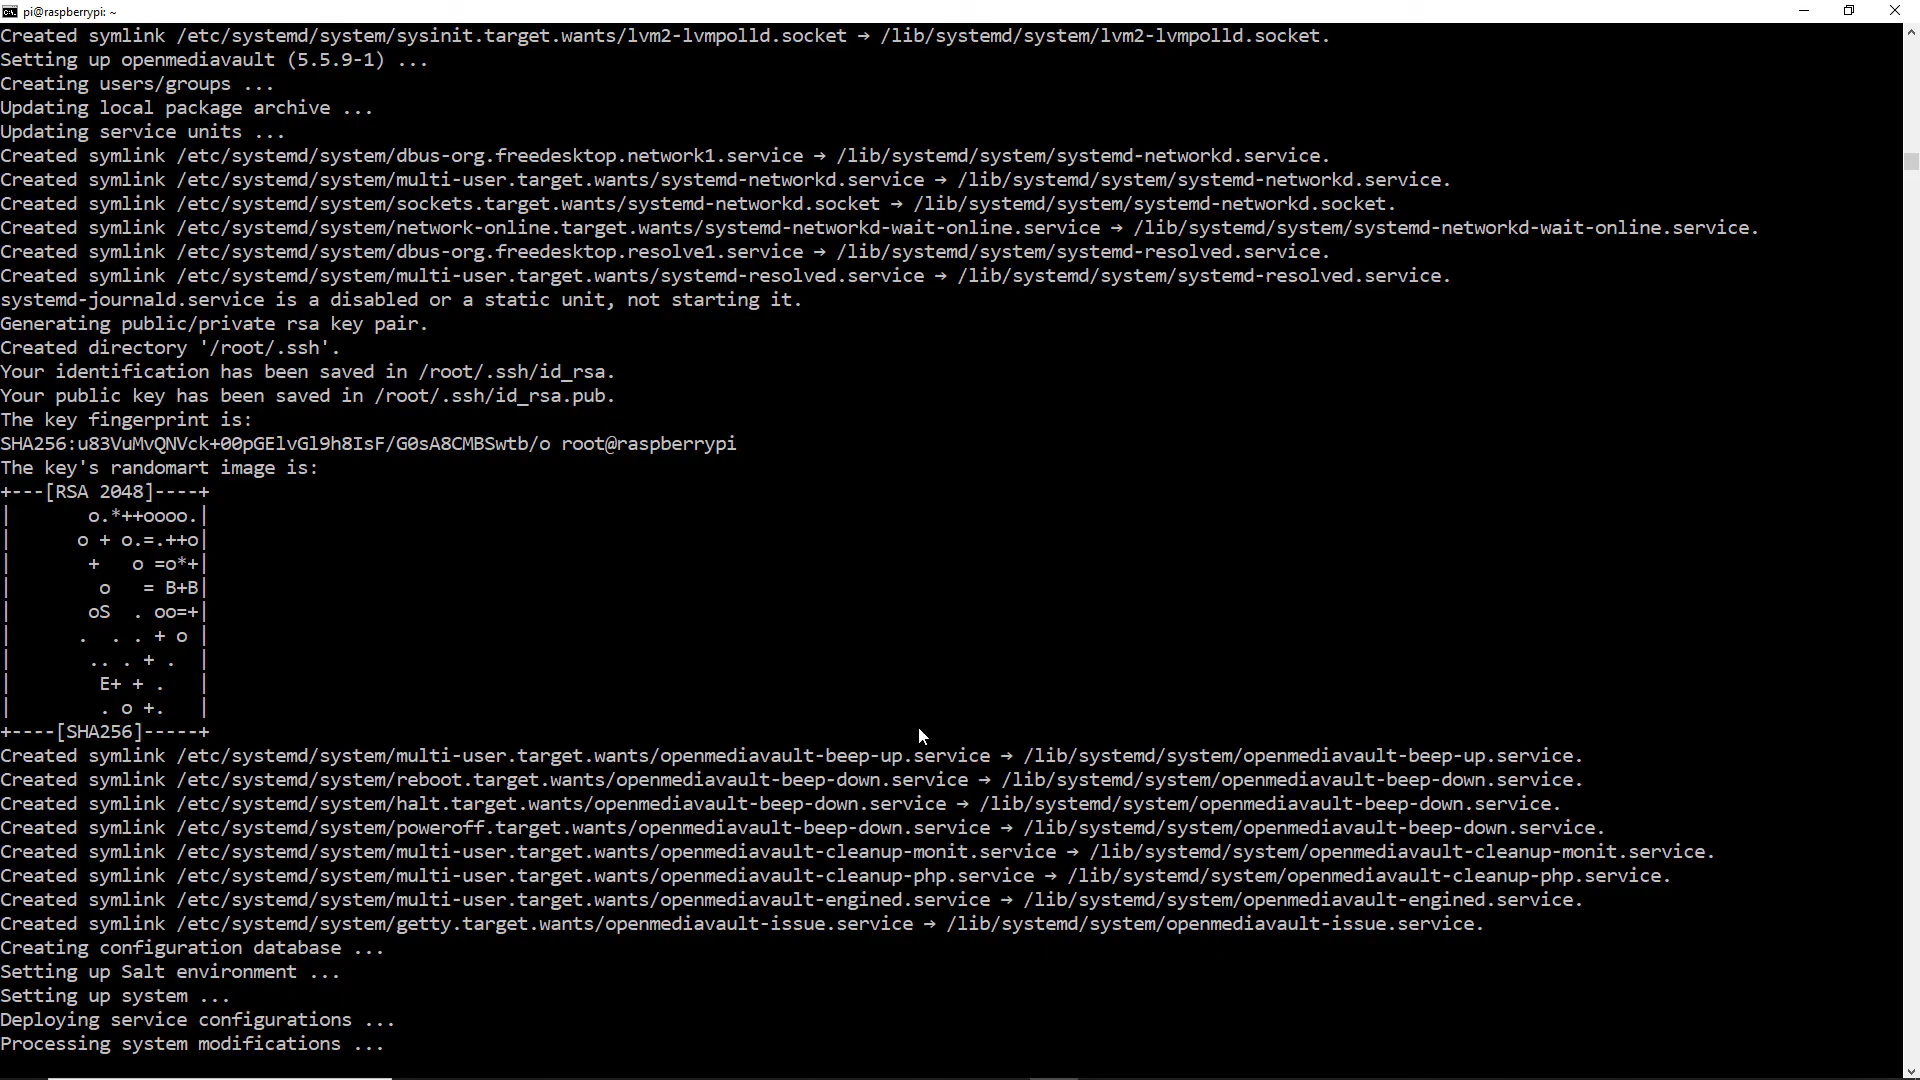 pi@raspberrypi: ~
Created symlink /etc/systemd/system/sysinit.target.wants/lvm2-lvmpolld.socket → /lib/systemd/system/lvm2-lvmpolld.socket.
Setting up openmediavault (5.5.9-1) ...
Creating users/groups ...
Updating local package archive ...
Updating service units ...
Created symlink /etc/systemd/system/dbus-org.freedesktop.network1.service → /lib/systemd/system/systemd-networkd.service.
Created symlink /etc/systemd/system/multi-user.target.wants/systemd-networkd.service → /lib/systemd/system/systemd-networkd.service.
Created symlink /etc/systemd/system/sockets.target.wants/systemd-networkd.socket → /lib/systemd/system/systemd-networkd.socket.
Created symlink /etc/systemd/system/network-online.target.wants/systemd-networkd-wait-online.service → /lib/systemd/system/systemd-networkd-wait-online.service.
Created symlink /etc/systemd/system/dbus-org.freedesktop.resolve1.service → /lib/systemd/system/systemd-resolved.service.
Created symlink /etc/systemd/system/multi-user.target.wants/systemd-resolved.service → /lib/systemd/system/systemd-resolved.service.
systemd-journald.service is a disabled or a static unit, not starting it.
Generating public/private rsa key pair.
Created directory '/root/.ssh'.
Your identification has been saved in /root/.ssh/id_rsa.
Your public key has been saved in /root/.ssh/id_rsa.pub.
The key fingerprint is:
SHA256:u83VuMvQNVck+00pGElvGl9h8IsF/G0sA8CMBSwtb/o root@raspberrypi
The key's randomart image is:
+---[RSA 2048]----+
|       o.*++oooo.|
|      o + o.=.++o|
|       +   o =o*+|
|        o   = B+B|
|       oS  . oo=+|
|      .  . . + o |
|       .. . + .  |
|        E+ + .   |
|        . o +.   |
+----[SHA256]-----+
Created symlink /etc/systemd/system/multi-user.target.wants/openmediavault-beep-up.service → /lib/systemd/system/openmediavault-beep-up.service.
Created symlink /etc/systemd/system/reboot.target.wants/openmediavault-beep-down.service → /lib/systemd/system/openmediavault-beep-down.service.
Created symlink /etc/systemd/system/halt.target.wants/openmediavault-beep-down.service → /lib/systemd/system/openmediavault-beep-down.service.
Created symlink /etc/systemd/system/poweroff.target.wants/openmediavault-beep-down.service → /lib/systemd/system/openmediavault-beep-down.service.
Created symlink /etc/systemd/system/multi-user.target.wants/openmediavault-cleanup-monit.service → /lib/systemd/system/openmediavault-cleanup-monit.service.
Created symlink /etc/systemd/system/multi-user.target.wants/openmediavault-cleanup-php.service → /lib/systemd/system/openmediavault-cleanup-php.service.
Created symlink /etc/systemd/system/multi-user.target.wants/openmediavault-engined.service → /lib/systemd/system/openmediavault-engined.service.
Created symlink /etc/systemd/system/getty.target.wants/openmediavault-issue.service → /lib/systemd/system/openmediavault-issue.service.
Creating configuration database ...
Setting up Salt environment ...
Setting up system ...
Deploying service configurations ...
Processing system modifications ...